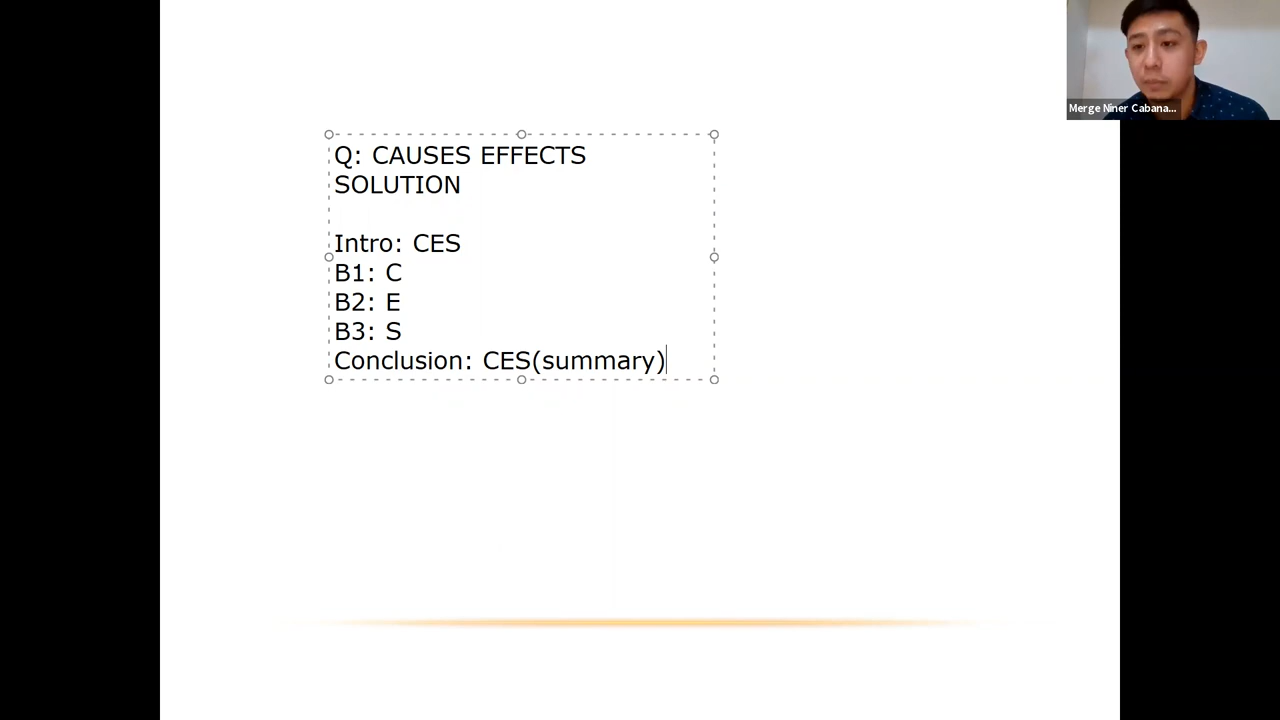 Merge Niner Cabana...
Q: CAUSES EFFECTS
SOLUTION
Intro: CES
B1: C
B2: E
B3: S
Conclusion: CES(summary)